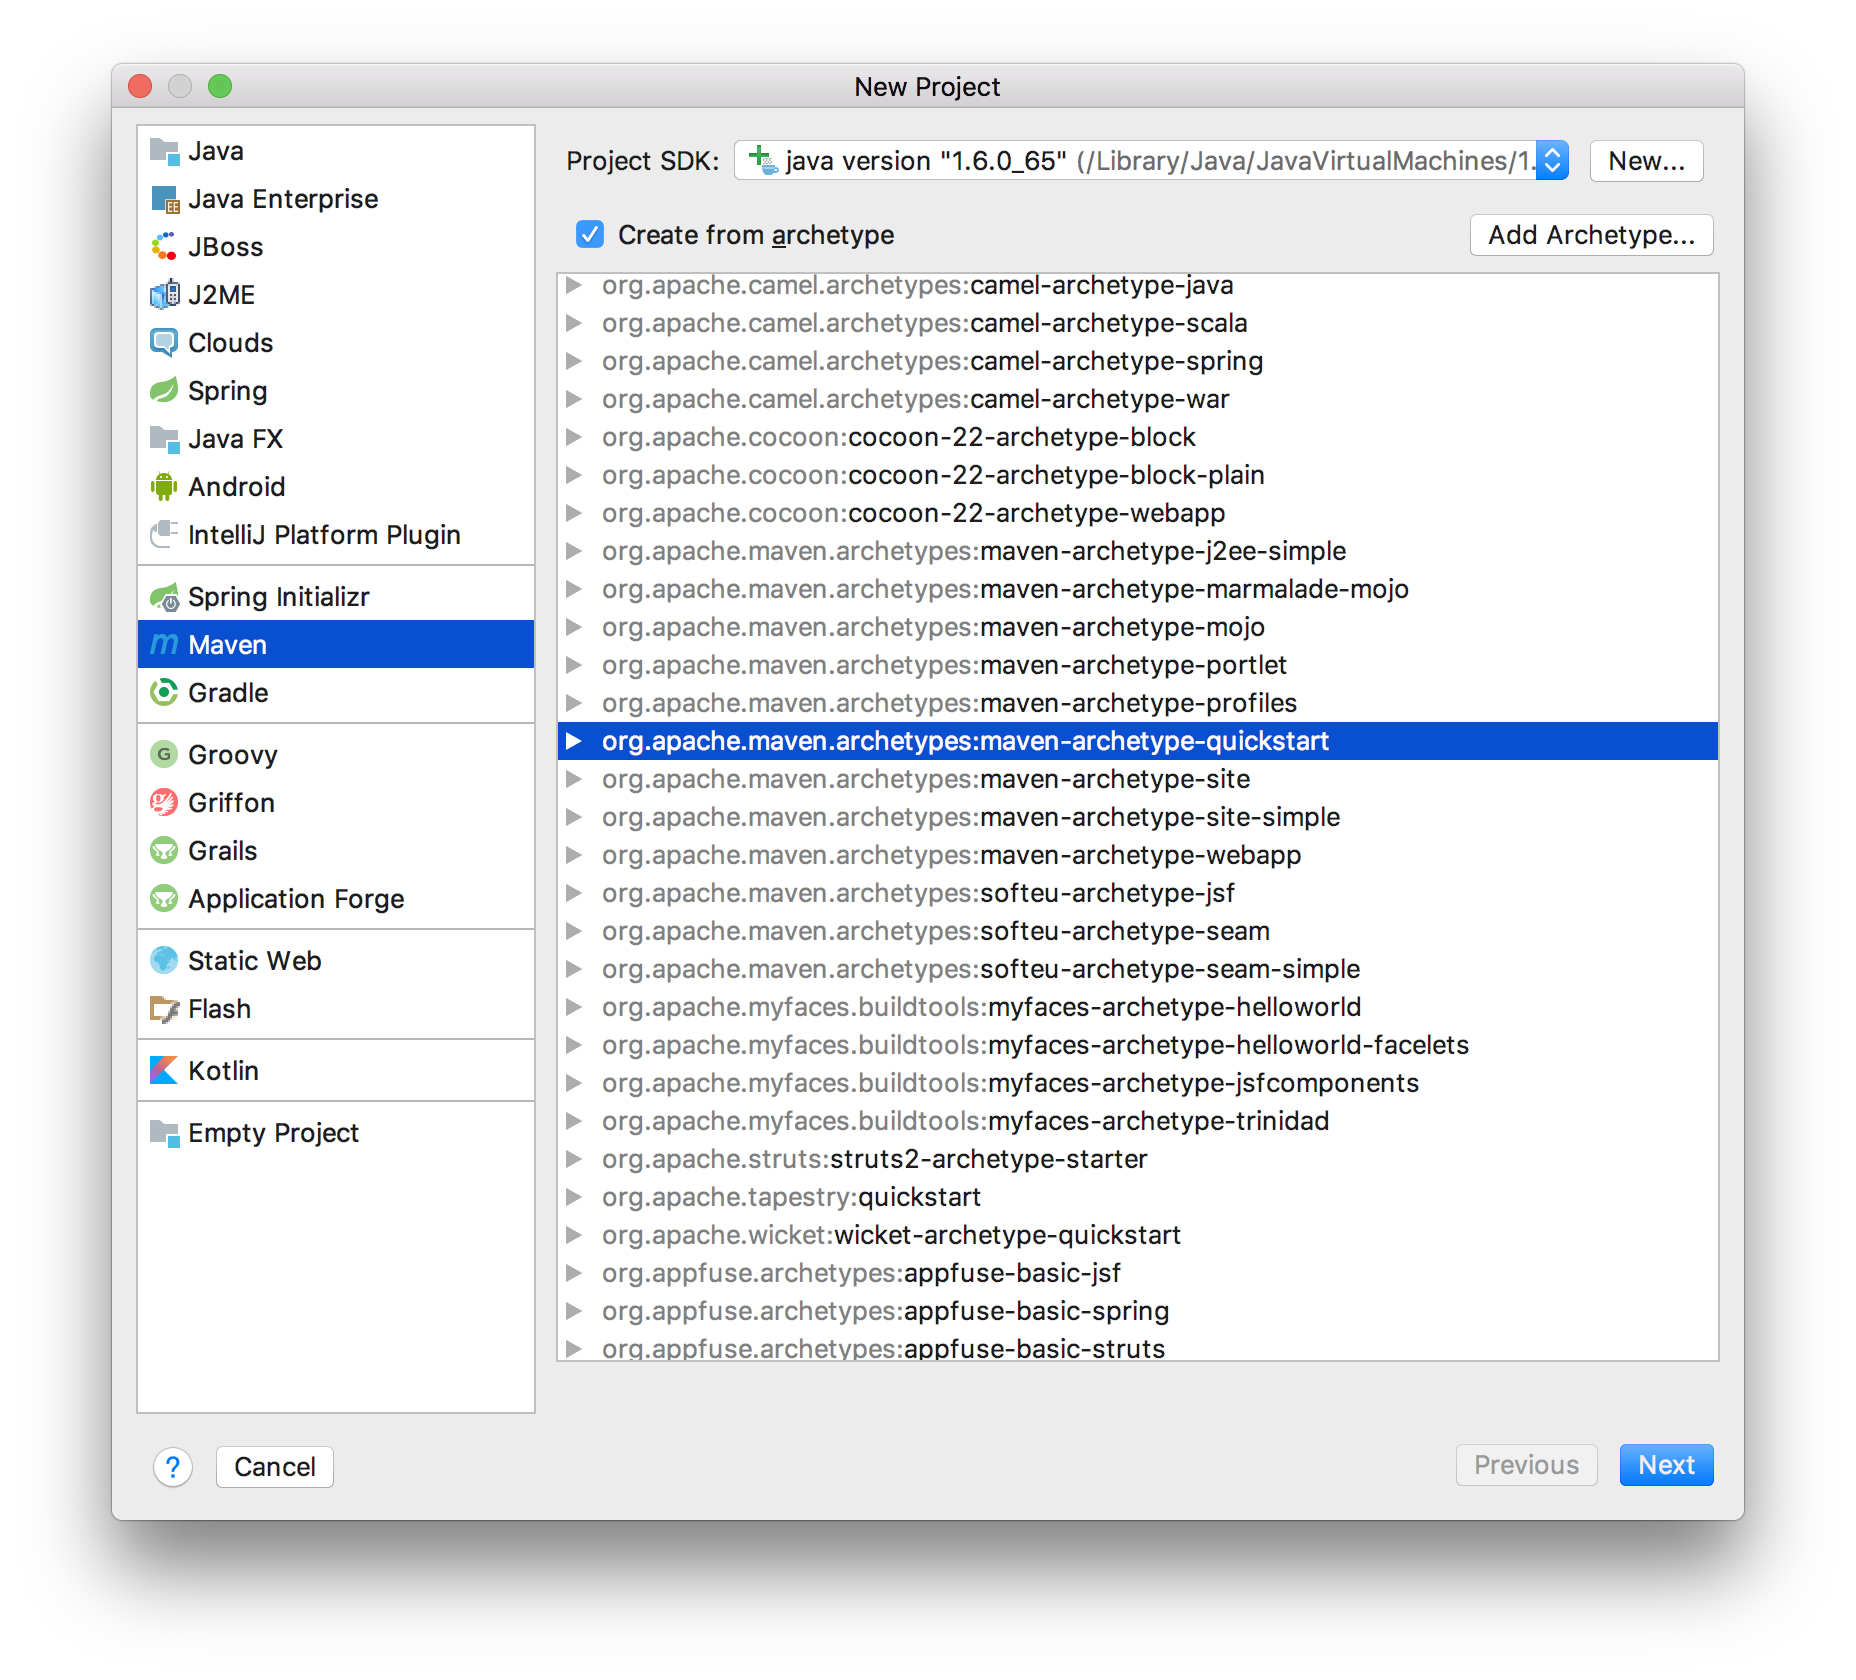 New Project
Java
Java Enterprise
JBoss
J2ME
Clouds
Spring
Java FX
Android
IntelliJ Platform Plugin
Spring Initializr
Maven
Gradle
Groovy
Griffon
Grails
Application Forge
Static Web
Flash
Kotlin
Empty Project
Project SDK: java version "1.6.0_65" (/Library/Java/JavaVirtualMachines/1. New...
Create from archetype Add Archetype...
org.apache.camel.archetypes:camel-archetype-java
org.apache.camel.archetypes:camel-archetype-scala
org.apache.camel.archetypes:camel-archetype-spring
org.apache.camel.archetypes:camel-archetype-war
org.apache.cocoon:cocoon-22-archetype-block
org.apache.cocoon:cocoon-22-archetype-block-plain
org.apache.cocoon:cocoon-22-archetype-webapp
org.apache.maven.archetypes:maven-archetype-j2ee-simple
org.apache.maven.archetypes:maven-archetype-marmalade-mojo
org.apache.maven.archetypes:maven-archetype-mojo
org.apache.maven.archetypes:maven-archetype-portlet
org.apache.maven.archetypes:maven-archetype-profiles
org.apache.maven.archetypes:maven-archetype-quickstart
org.apache.maven.archetypes:maven-archetype-site
org.apache.maven.archetypes:maven-archetype-site-simple
org.apache.maven.archetypes:maven-archetype-webapp
org.apache.maven.archetypes:softeu-archetype-jsf
org.apache.maven.archetypes:softeu-archetype-seam
org.apache.maven.archetypes:softeu-archetype-seam-simple
org.apache.myfaces.buildtools:myfaces-archetype-helloworld
org.apache.myfaces.buildtools:myfaces-archetype-helloworld-facelets
org.apache.myfaces.buildtools:myfaces-archetype-jsfcomponents
org.apache.myfaces.buildtools:myfaces-archetype-trinidad
org.apache.struts:struts2-archetype-starter
org.apache.tapestry:quickstart
org.apache.wicket:wicket-archetype-quickstart
org.appfuse.archetypes:appfuse-basic-jsf
org.appfuse.archetypes:appfuse-basic-spring
org.appfuse.archetypes:appfuse-basic-struts
? Cancel Previous Next